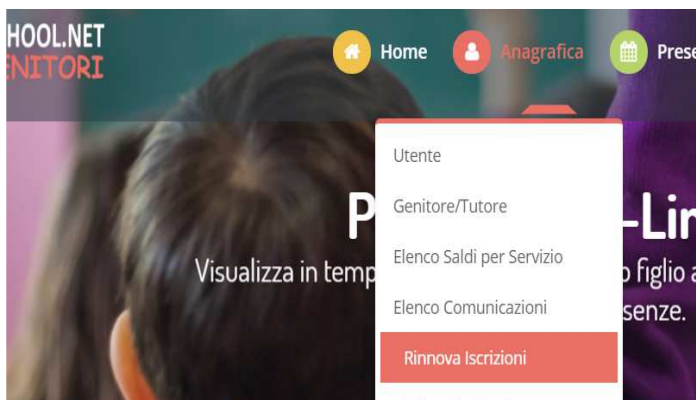 HOOL.NET
ENITORI
Home
Anagrafica
Prese
Utente
Genitore/Tutore
Elenco Saldi per Servizio
Elenco Comunicazioni
Rinnova Iscrizioni
P
-Lin
Visualizza in temp
o figlio a
senze.